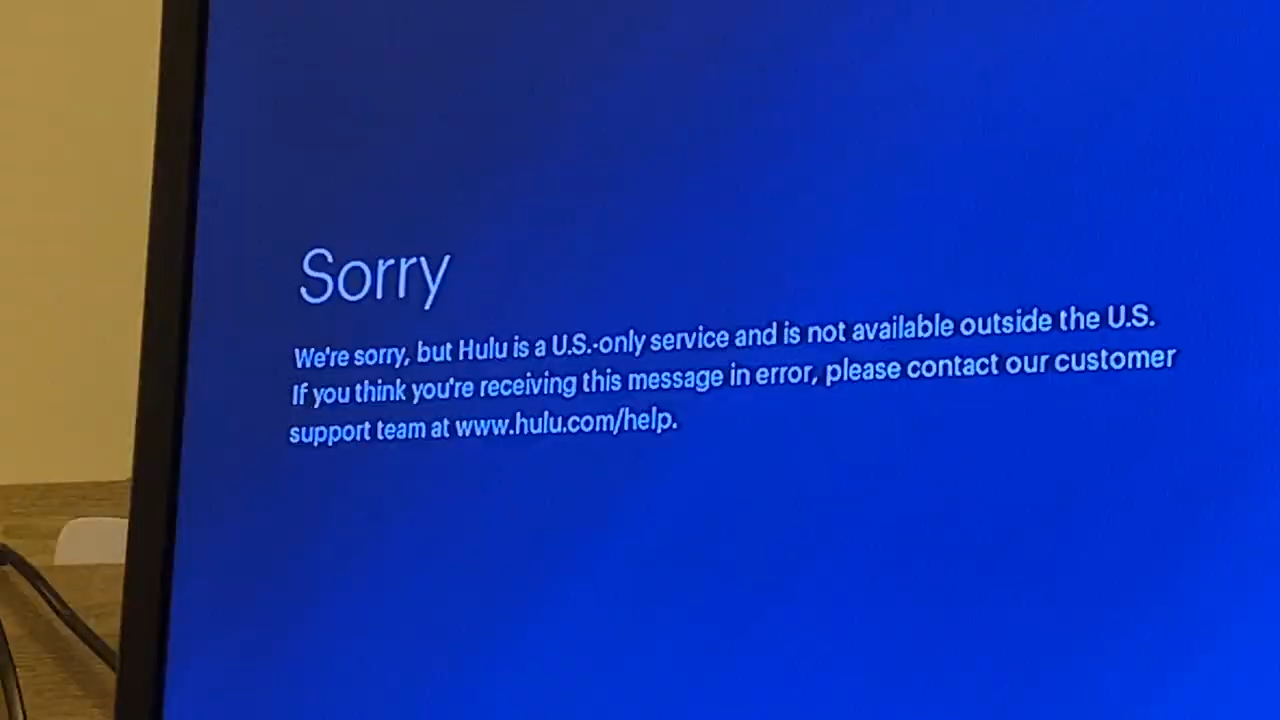 Sorry
We're sorry, but Hulu is a U.S.-only service and is not available outside the U.S.
If you think you're receiving this message in error, please contact our customer
support team at www.hulu.com/help.